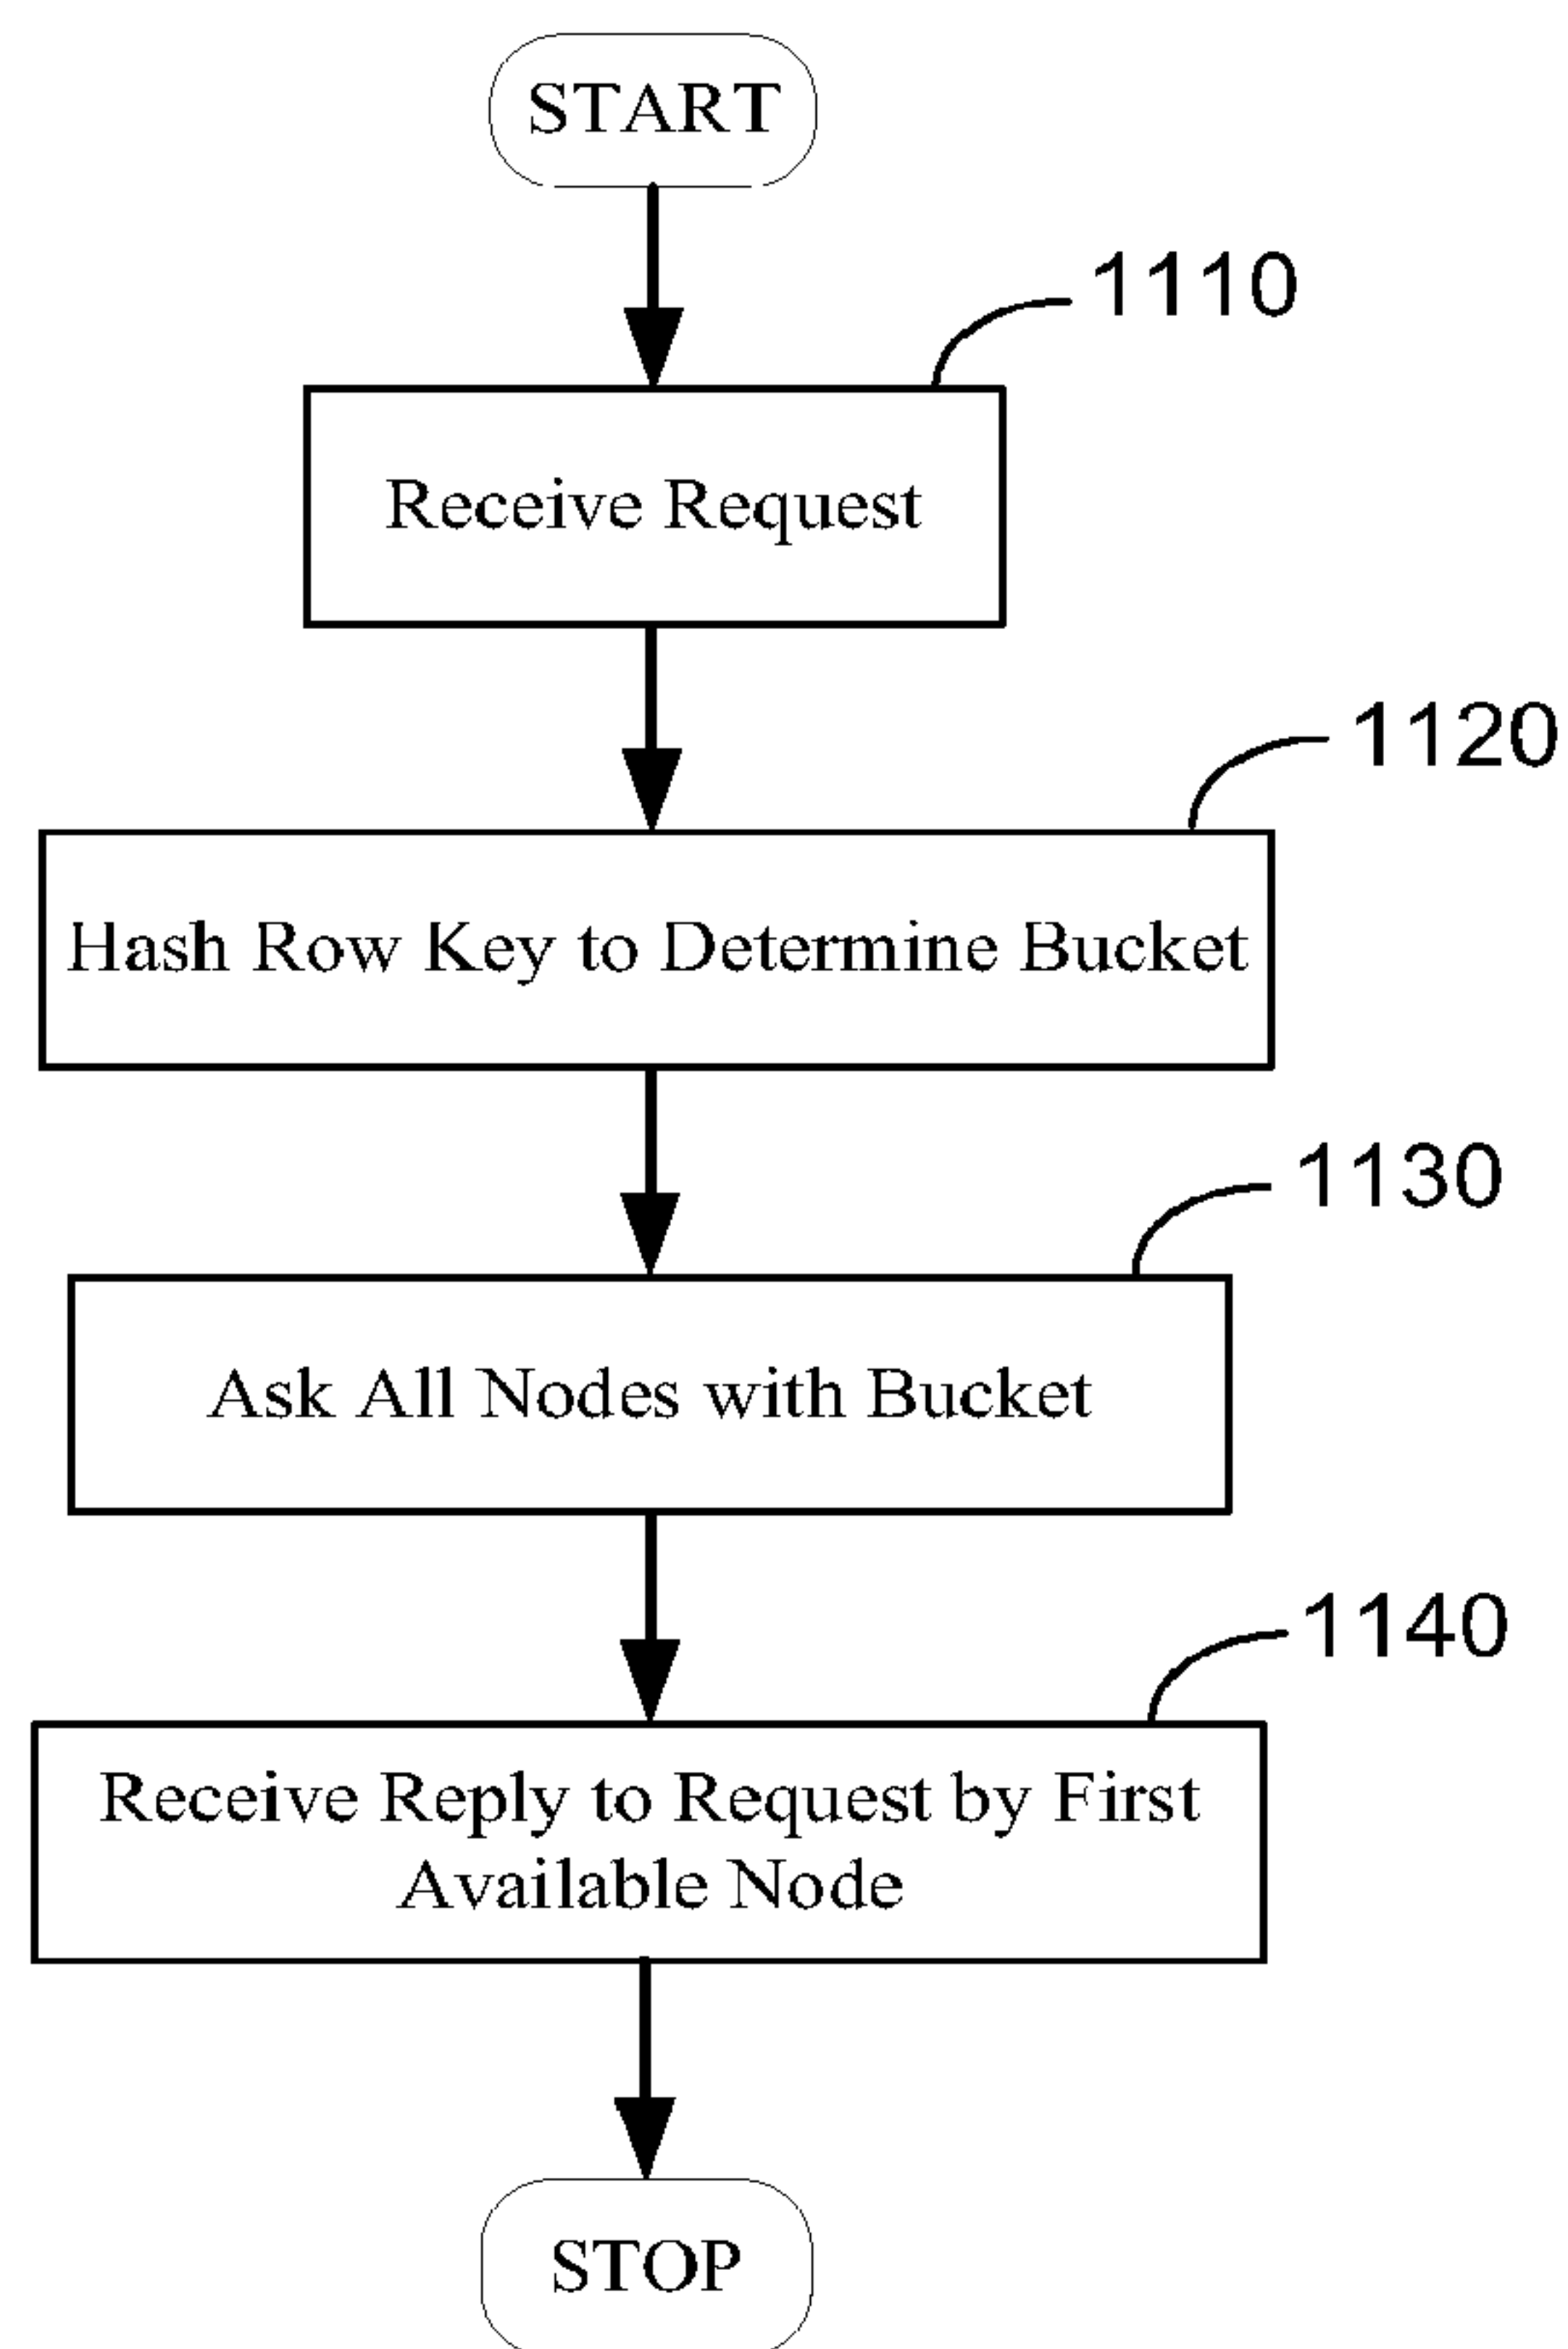 START
1110
Receive Request
1120
Hash Row Key to Determine Bucket
1130
Ask All Nodes with Bucket
1140
Receive Reply to Request by First
Available Node
STOP